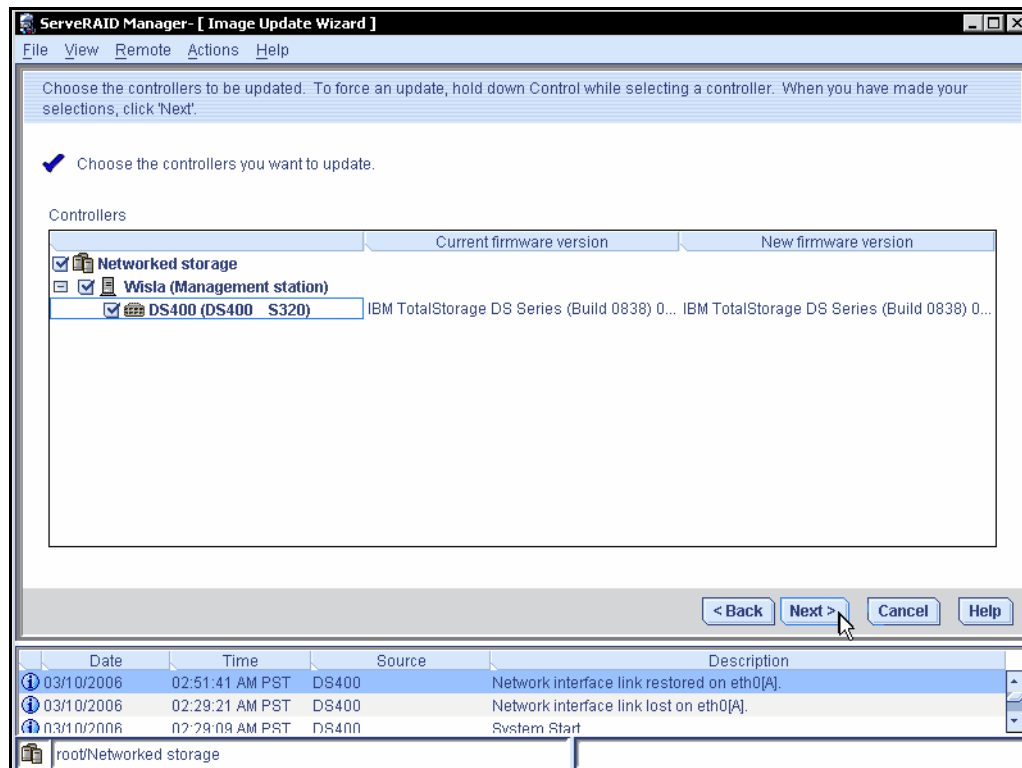 ServeRAID Manager- [ Image Update Wizard ]
File View Remote Actions Help
Choose the controllers to be updated. To force an update, hold down Control while selecting a controller. When you have made your
selections, click 'Next'.
Choose the controllers you want to update.
Controllers
Current firmware version New firmware version
Networked storage
Wisla (Management station)
DS400 (DS400 S320) IBM TotalStorage DS Series (Build 0838) 0... IBM TotalStorage DS Series (Build 0838) 0...
< Back Next > Cancel Help
Date Time Source Description
03/10/2006 02:51:41 AM PST DS400 Network interface link restored on eth0[A].
03/10/2006 02:29:21 AM PST DS400 Network interface link lost on eth0[A].
03/10/2006 02:29:09 AM PST DS400 System Start
root/Networked storage